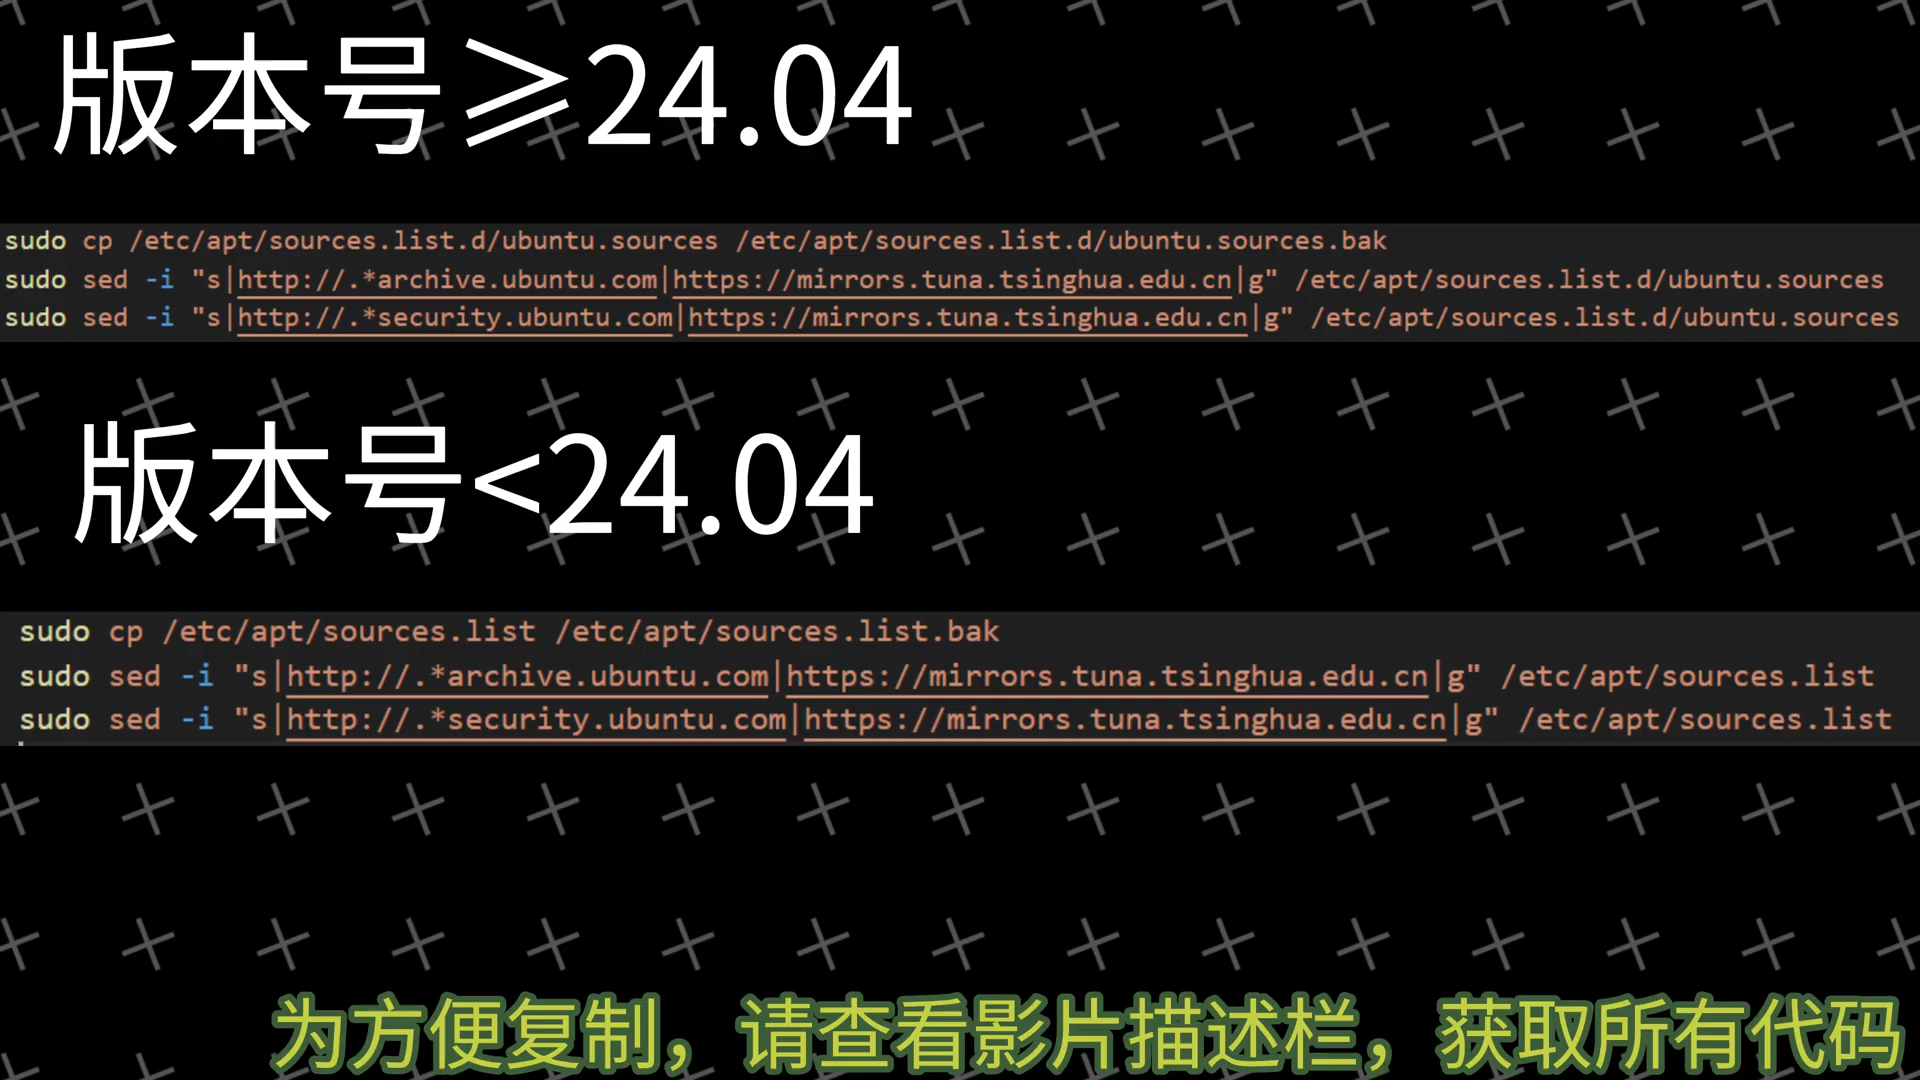 版本号≥24.04
sudo cp /etc/apt/sources.list.d/ubuntu.sources /etc/apt/sources.list.d/ubuntu.sources.bak
sudo sed -i "s|http://.*archive.ubuntu.com|https://mirrors.tuna.tsinghua.edu.cn|g" /etc/apt/sources.list.d/ubuntu.sources
sudo sed -i "s|http://.*security.ubuntu.com|https://mirrors.tuna.tsinghua.edu.cn|g" /etc/apt/sources.list.d/ubuntu.sources
版本号<24.04
sudo cp /etc/apt/sources.list /etc/apt/sources.list.bak
sudo sed -i "s|http://.*archive.ubuntu.com|https://mirrors.tuna.tsinghua.edu.cn|g" /etc/apt/sources.list
sudo sed -i "s|http://.*security.ubuntu.com|https://mirrors.tuna.tsinghua.edu.cn|g" /etc/apt/sources.list
为方便复制，请查看影片描述栏，获取所有代码